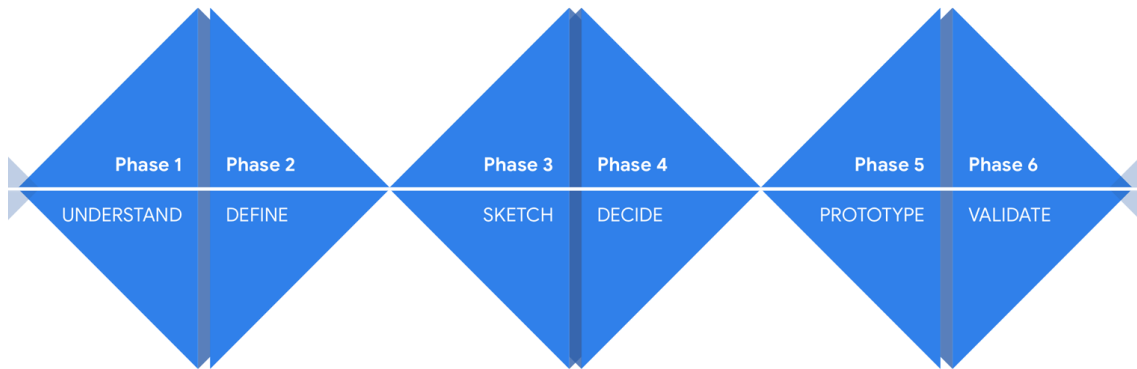 Phase 1
Phase 2
Phase 3
Phase 4
Phase 5
Phase 6
UNDERSTAND
DEFINE
SKETCH
DECIDE
PROTOTYPE
VALIDATE